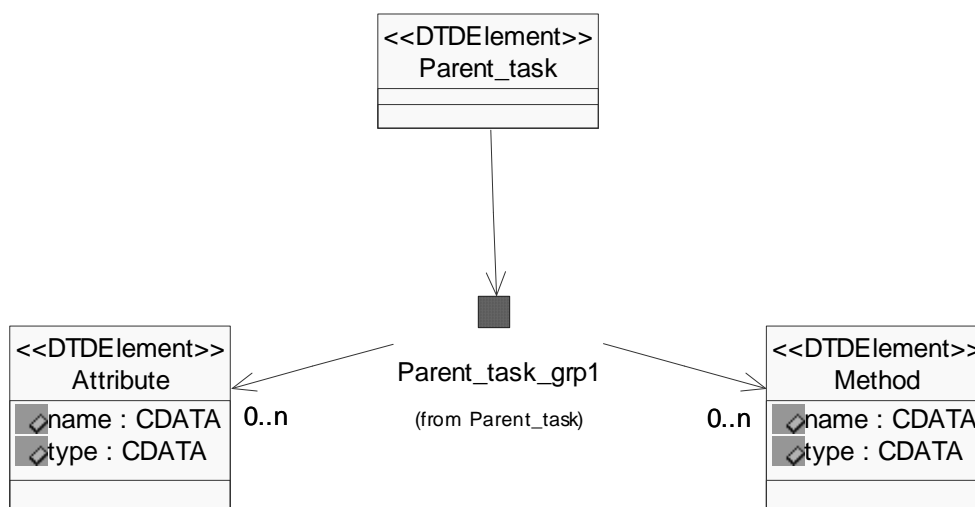 <<DTDElement>>
Parent_task
<<DTDElement>>
Attribute
name : CDATA
type : CDATA
0..n
Parent_task_grp1
(from Parent_task)
0..n
<<DTDElement>>
Method
name : CDATA
type : CDATA